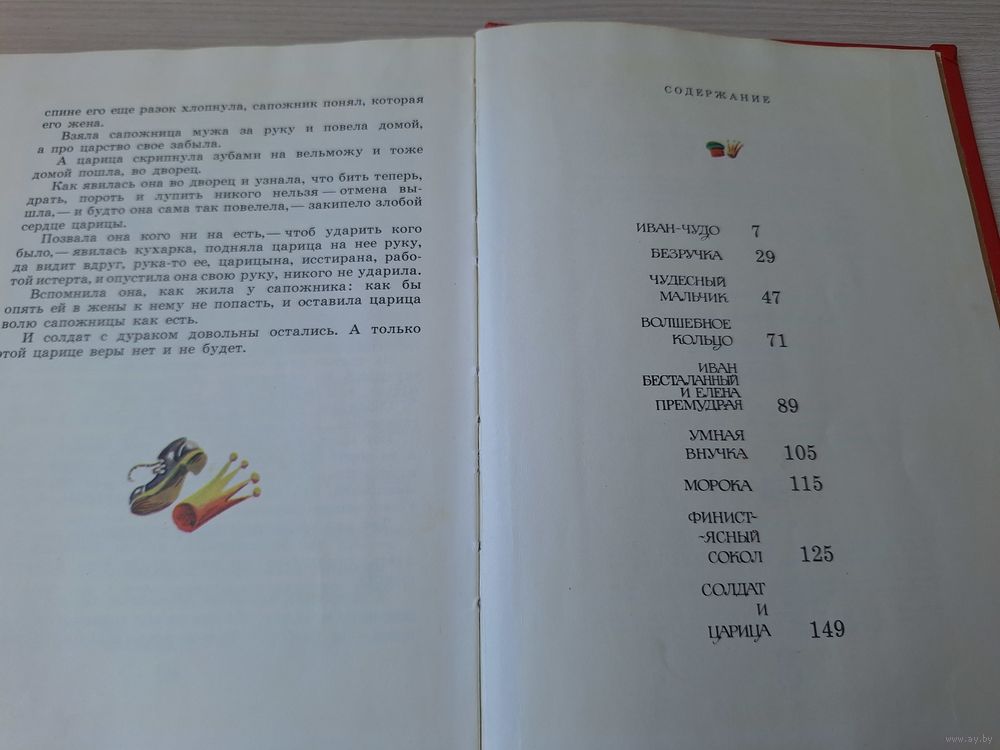 спине его еще разок хлопнула, сапожник понял, которая
его жена.
Взяла сапожница мужа за руку и повела домой,
а про царство свое забыла.
А царица скрипнула зубами на вельможу и тоже
домой пошла, во дворец.
Как явилась она во дворец и узнала, что бить теперь,
драть, пороть и лупить никого нельзя — отмена вы-
шла,— и будто она сама так повелела,— закипело злобой
сердце царицы.
Позвала она кого ни на есть,— чтоб ударить кого
было,— явилась кухарка, подняла царица на нее руку,
да видит вдруг, рука-то ее, царицына, исстирана, рабо-
той истерта, и опустила она свою руку, никого не ударила.
Вспомнила она, как жила у сапожника: как бы
опять ей в жены к нему не попасть, и оставила царица
волю сапожницы как есть.
И солдат с дураком довольны остались. А только
этой царице веры нет и не будет.
СОДЕРЖАНИЕ
ИВАН-ЧУДО 7
БЕЗРУЧКА 29
ЧУДЕСНЫЙ
МАЛЬЧИК 47
ВОЛШЕБНОЕ
КОЛЬЦО 71
ИВАН
БЕСТАЛАННЫЙ
И ЕЛЕНА
ПРЕМУДРАЯ 89
УМНАЯ
ВНУЧКА 105
МОРОКА 115
ФИНИСТ-
-ЯСНЫЙ
СОКОЛ 125
СОЛДАТ
И
ЦАРИЦА 149
www.ay.by